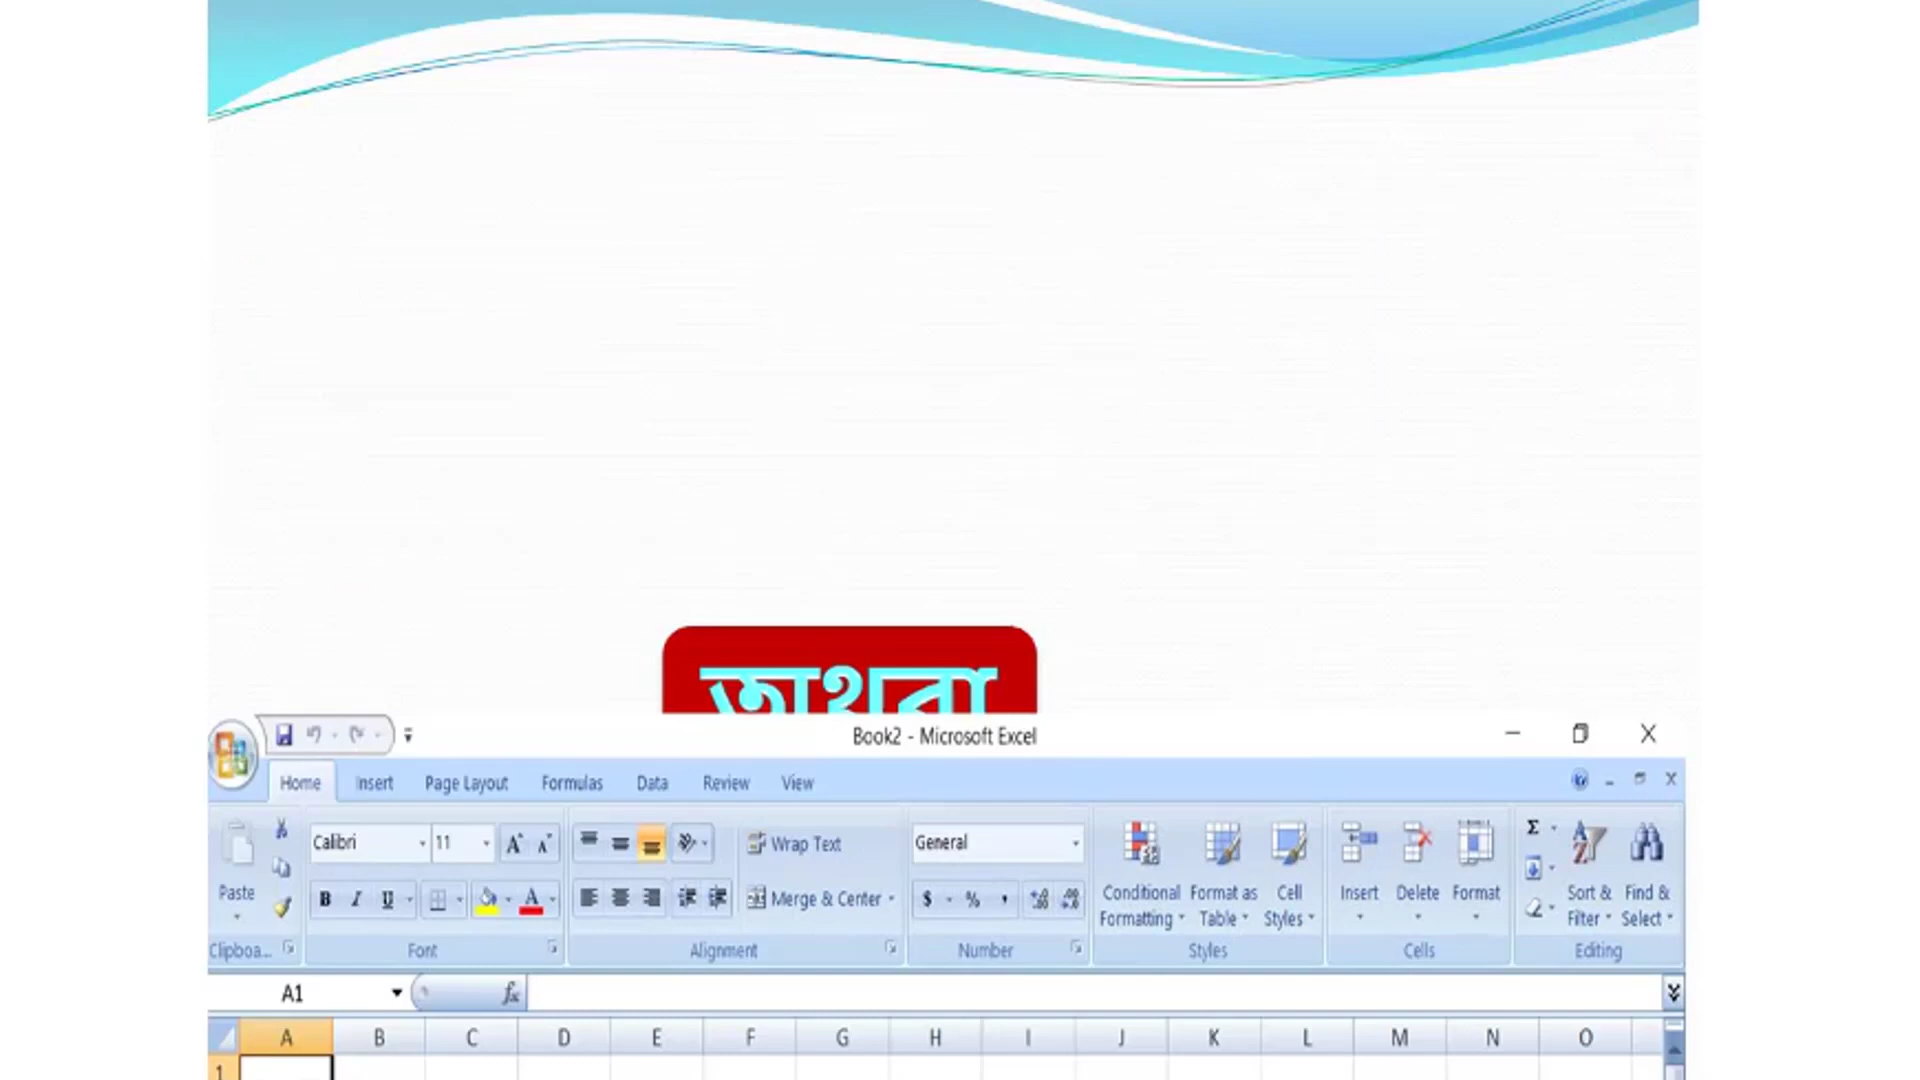 অথবা
Book2 - Microsoft Excel
Home Insert Page Layout Formulas Data Review View
Calibri 11 Wrap Text General
Paste B I U Merge & Center $ % , Conditional Formatting Format as Table Cell Styles Insert Delete Format Σ Sort & Filter Find & Select
Clipboa... Font Alignment Number Styles Cells Editing
A1 fx
A B C D E F G H I J K L M N O
1